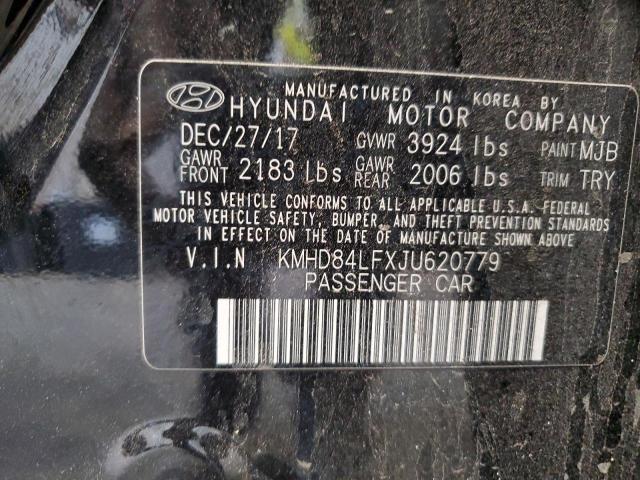 MANUFACTURED IN KOREA BY
HYUNDAI MOTOR COMPANY
DEC/27/17 GVWR 3924 lbs PAINT MJB
GAWR FRONT 2183 lbs GAWR REAR 2006 lbs TRIM TRY
THIS VEHICLE CONFORMS TO ALL APPLICABLE U.S.A. FEDERAL
MOTOR VEHICLE SAFETY, BUMPER, AND THEFT PREVENTION STANDARDS
IN EFFECT ON THE DATE OF MANUFACTURE SHOWN ABOVE.
V.I.N KMHD84LFXJU620779
PASSENGER CAR